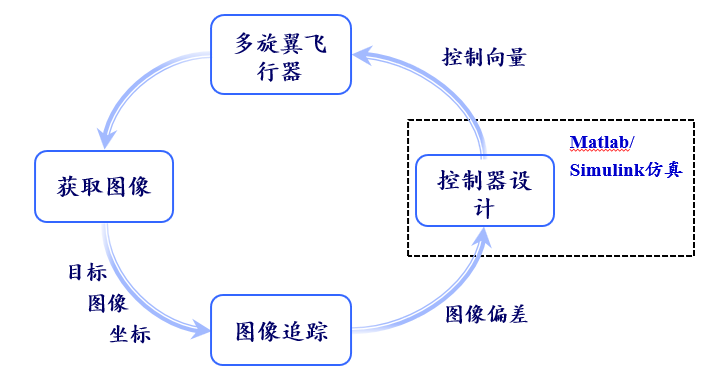 多旋翼飞
行器
控制向量
Matlab/
Simulink仿真
获取图像
控制器设
计
目标
图像
坐标
图像追踪
图像偏差